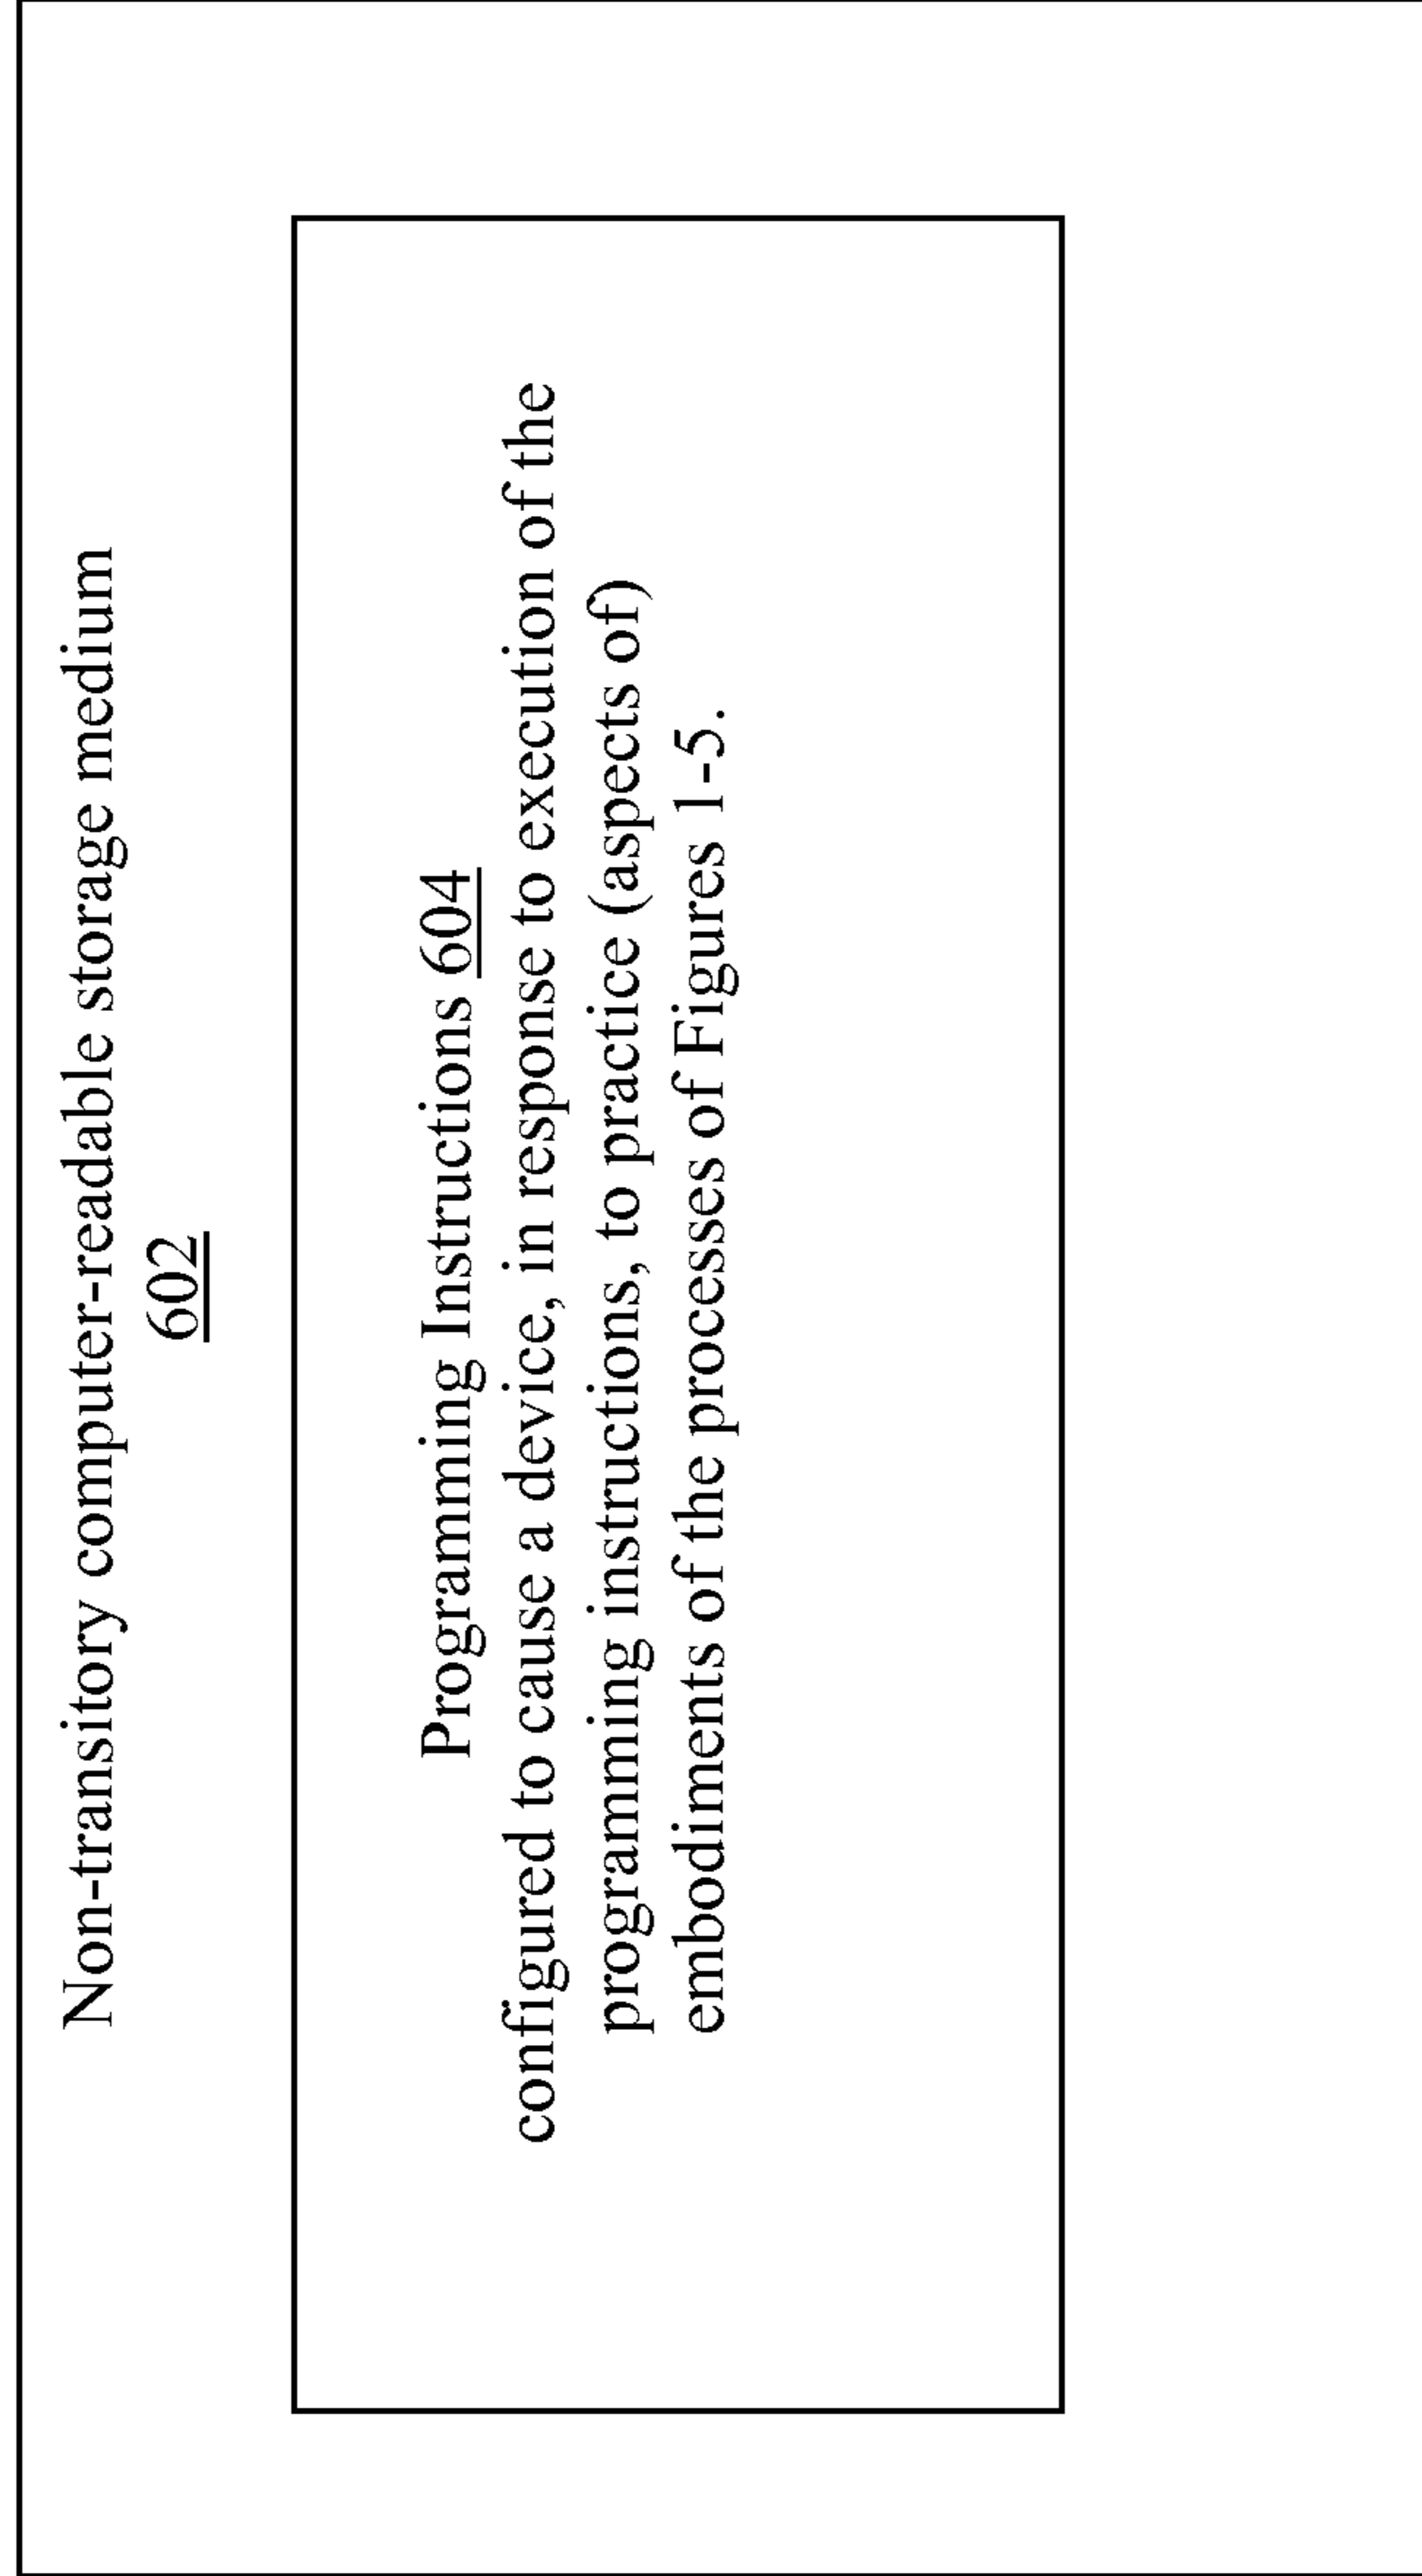 Non-transitory computer-readable storage medium
602
Programming Instructions 604
configured to cause a device, in response to execution of the
programming instructions, to practice (aspects of)
embodiments of the processes of Figures 1-5.